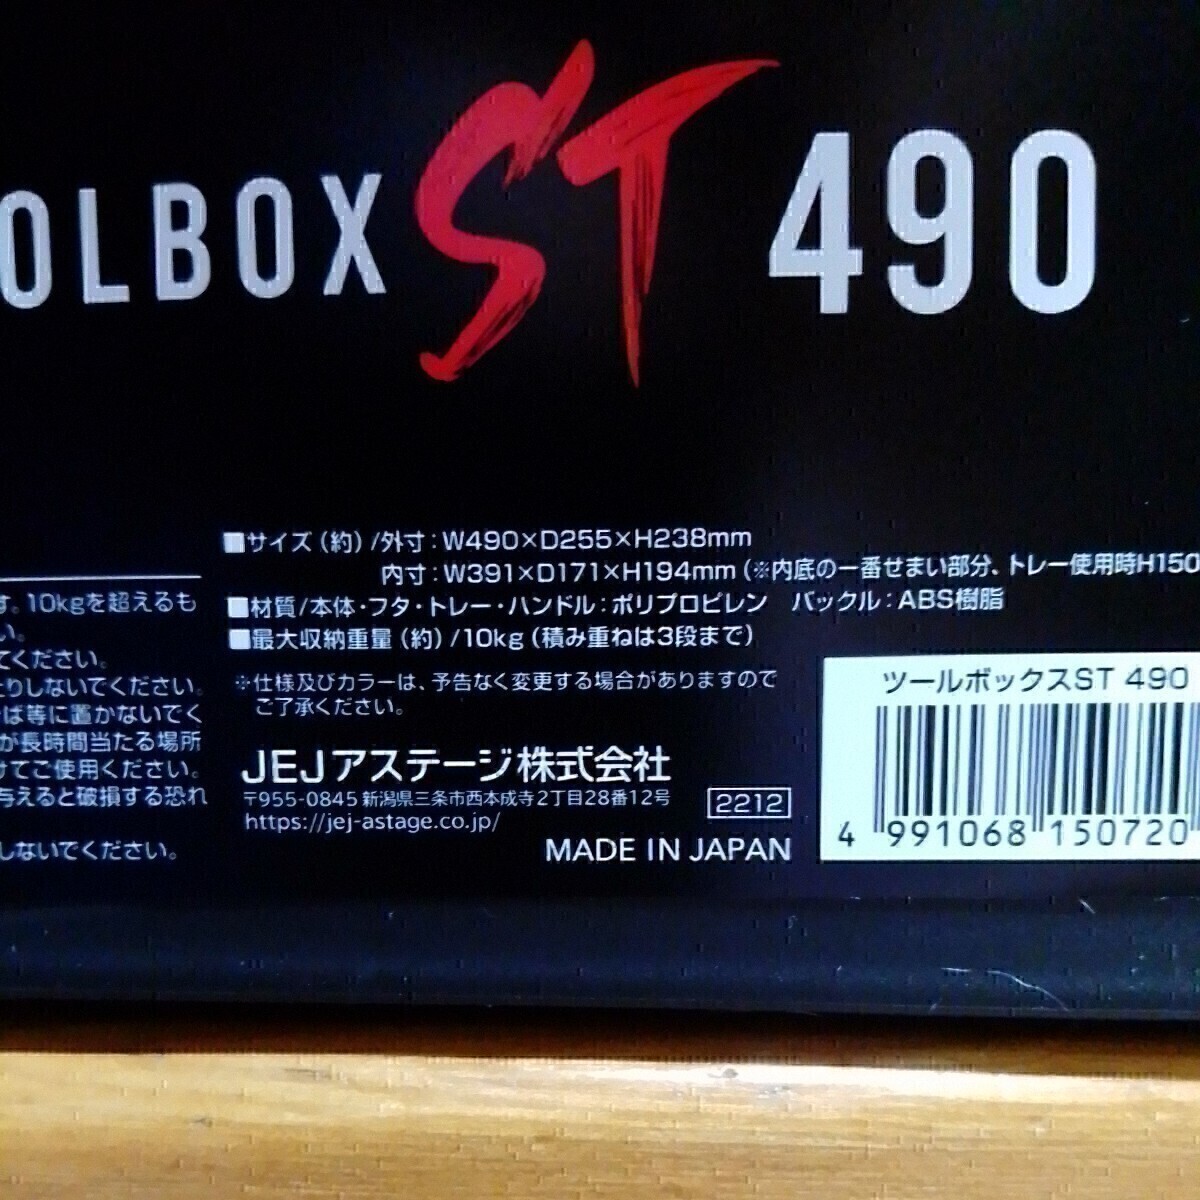 OLBOX ST 490
■サイズ（約）/外寸：W490×D255×H238mm
内寸：W391×D171×H194mm（※内底の一番せまい部分、トレー使用時H150
■材質/本体・フタ・トレー・ハンドル：ポリプロピレン　バックル：ABS樹脂
■最大収納重量（約）/10kg（積み重ねは3段まで）
※仕様及びカラーは、予告なく変更する場合がありますので
ご了承ください。
JEJアステージ株式会社
〒955-0845 新潟県三条市西本成寺2丁目28番12号
https://jej-astage.co.jp/
2212
MADE IN JAPAN
す。10kgを超えるも
い。
てください。
たりしないでください。
ば等に置かないでく
が長時間当たる場所
けてご使用ください。
与えると破損する恐れ
しないでください。
ツールボックスST 490
4 991068 150720